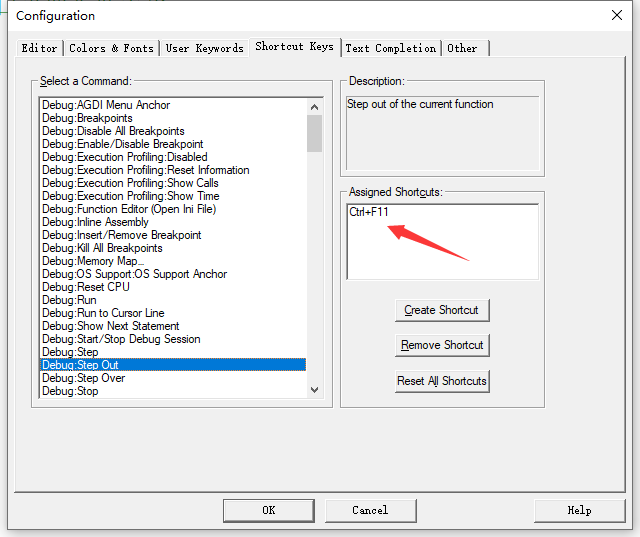 Configuration
Editor
Colors & Fonts
User Keywords
Shortcut Keys
Text Completion
Other
Select a Command:
Debug:AGDI Menu Anchor
Debug:Breakpoints
Debug:Disable All Breakpoints
Debug:Enable/Disable Breakpoint
Debug:Execution Profiling:Disabled
Debug:Execution Profiling:Reset Information
Debug:Execution Profiling:Show Calls
Debug:Execution Profiling:Show Time
Debug:Function Editor (Open Ini File)
Debug:Inline Assembly
Debug:Insert/Remove Breakpoint
Debug:Kill All Breakpoints
Debug:Memory Map...
Debug:OS Support:OS Support Anchor
Debug:Reset CPU
Debug:Run
Debug:Run to Cursor Line
Debug:Show Next Statement
Debug:Start/Stop Debug Session
Debug:Step
Debug:Step Out
Debug:Step Over
Debug:Stop
Description:
Step out of the current function
Assigned Shortcuts:
Ctrl+F11
Create Shortcut
Remove Shortcut
Reset All Shortcuts
OK
Cancel
Help